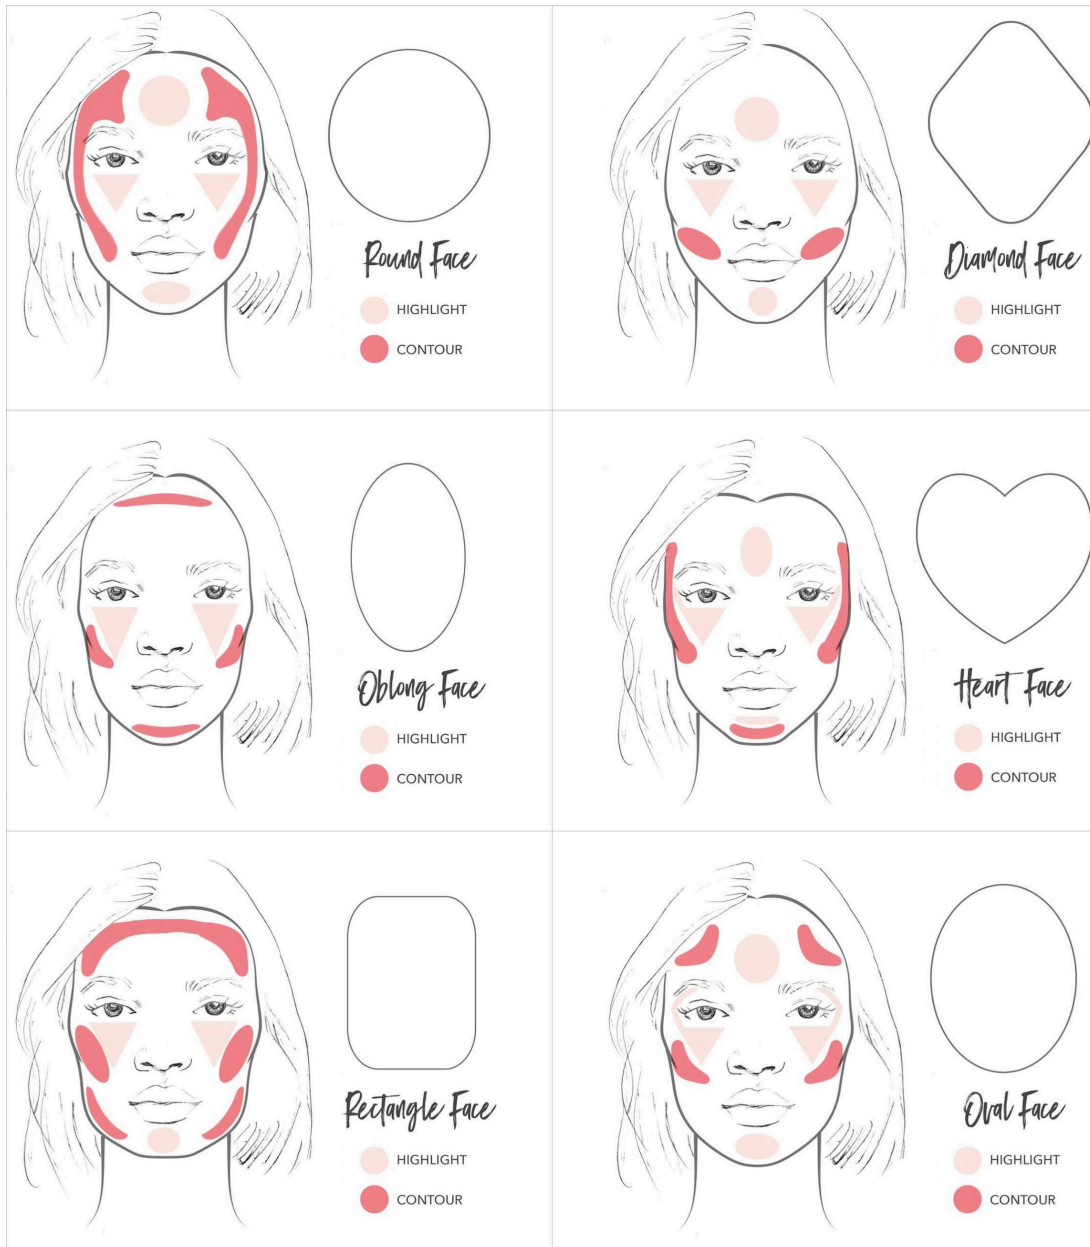 Round Face
HIGHLIGHT
CONTOUR
Diamond Face
HIGHLIGHT
CONTOUR
Oblong Face
HIGHLIGHT
CONTOUR
Heart Face
HIGHLIGHT
CONTOUR
Rectangle Face
HIGHLIGHT
CONTOUR
Oval Face
HIGHLIGHT
CONTOUR